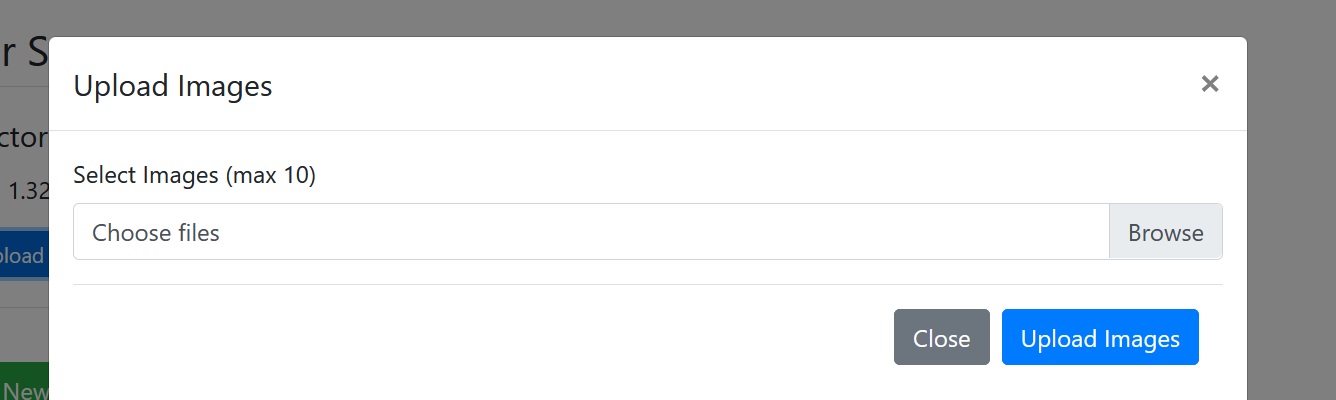 r S
Upload Images
×
ctor
Select Images (max 10)
1.32
Choose files
Browse
pload
Close
Upload Images
New